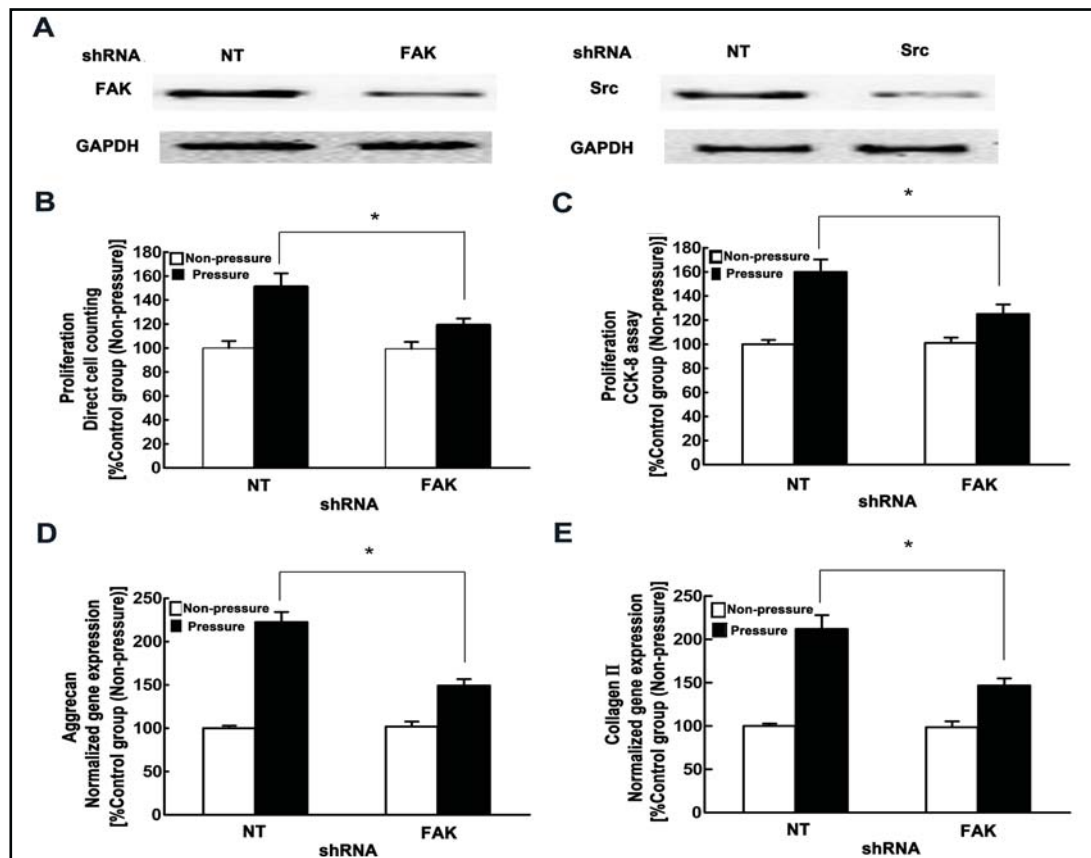 A
shRNA NT FAK
FAK
GAPDH
shRNA NT Src
Src
GAPDH
B
*
Non-pressure
Pressure
Proliferation
Direct cell counting
[%Control group (Non-pressure)]
180
160
140
120
100
80
60
40
20
0
NT FAK
shRNA
C
*
Non-pressure
Pressure
Proliferation
CCK-8 assay
[%Control group (Non-pressure)]
180
160
140
120
100
80
60
40
20
0
NT FAK
shRNA
D
*
Non-pressure
Pressure
Aggrecan
Normalized gene expression
[%Control group (Non-pressure)]
250
200
150
100
50
0
NT FAK
shRNA
E
*
Non-pressure
Pressure
Collagen II
Normalized gene expression
[%Control group (Non-pressure)]
250
200
150
100
50
0
NT FAK
shRNA